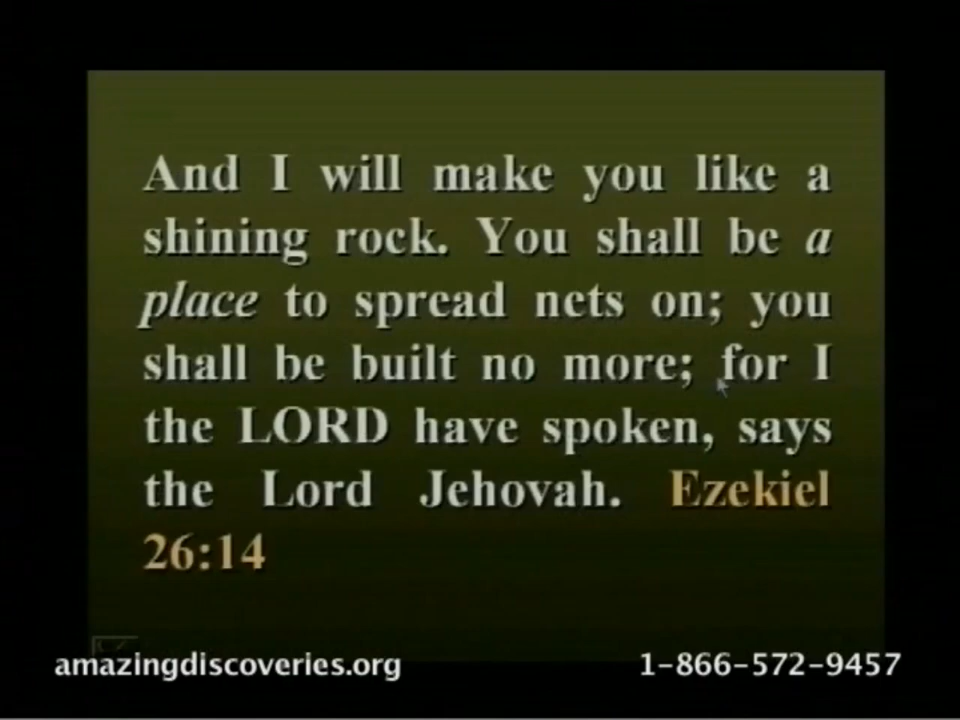 And I will make you like a
shining rock. You shall be a
place to spread nets on; you
shall be built no more; for I
the LORD have spoken, says
the Lord Jehovah. Ezekiel
26:14
amazingdiscoveries.org 1-866-572-9457